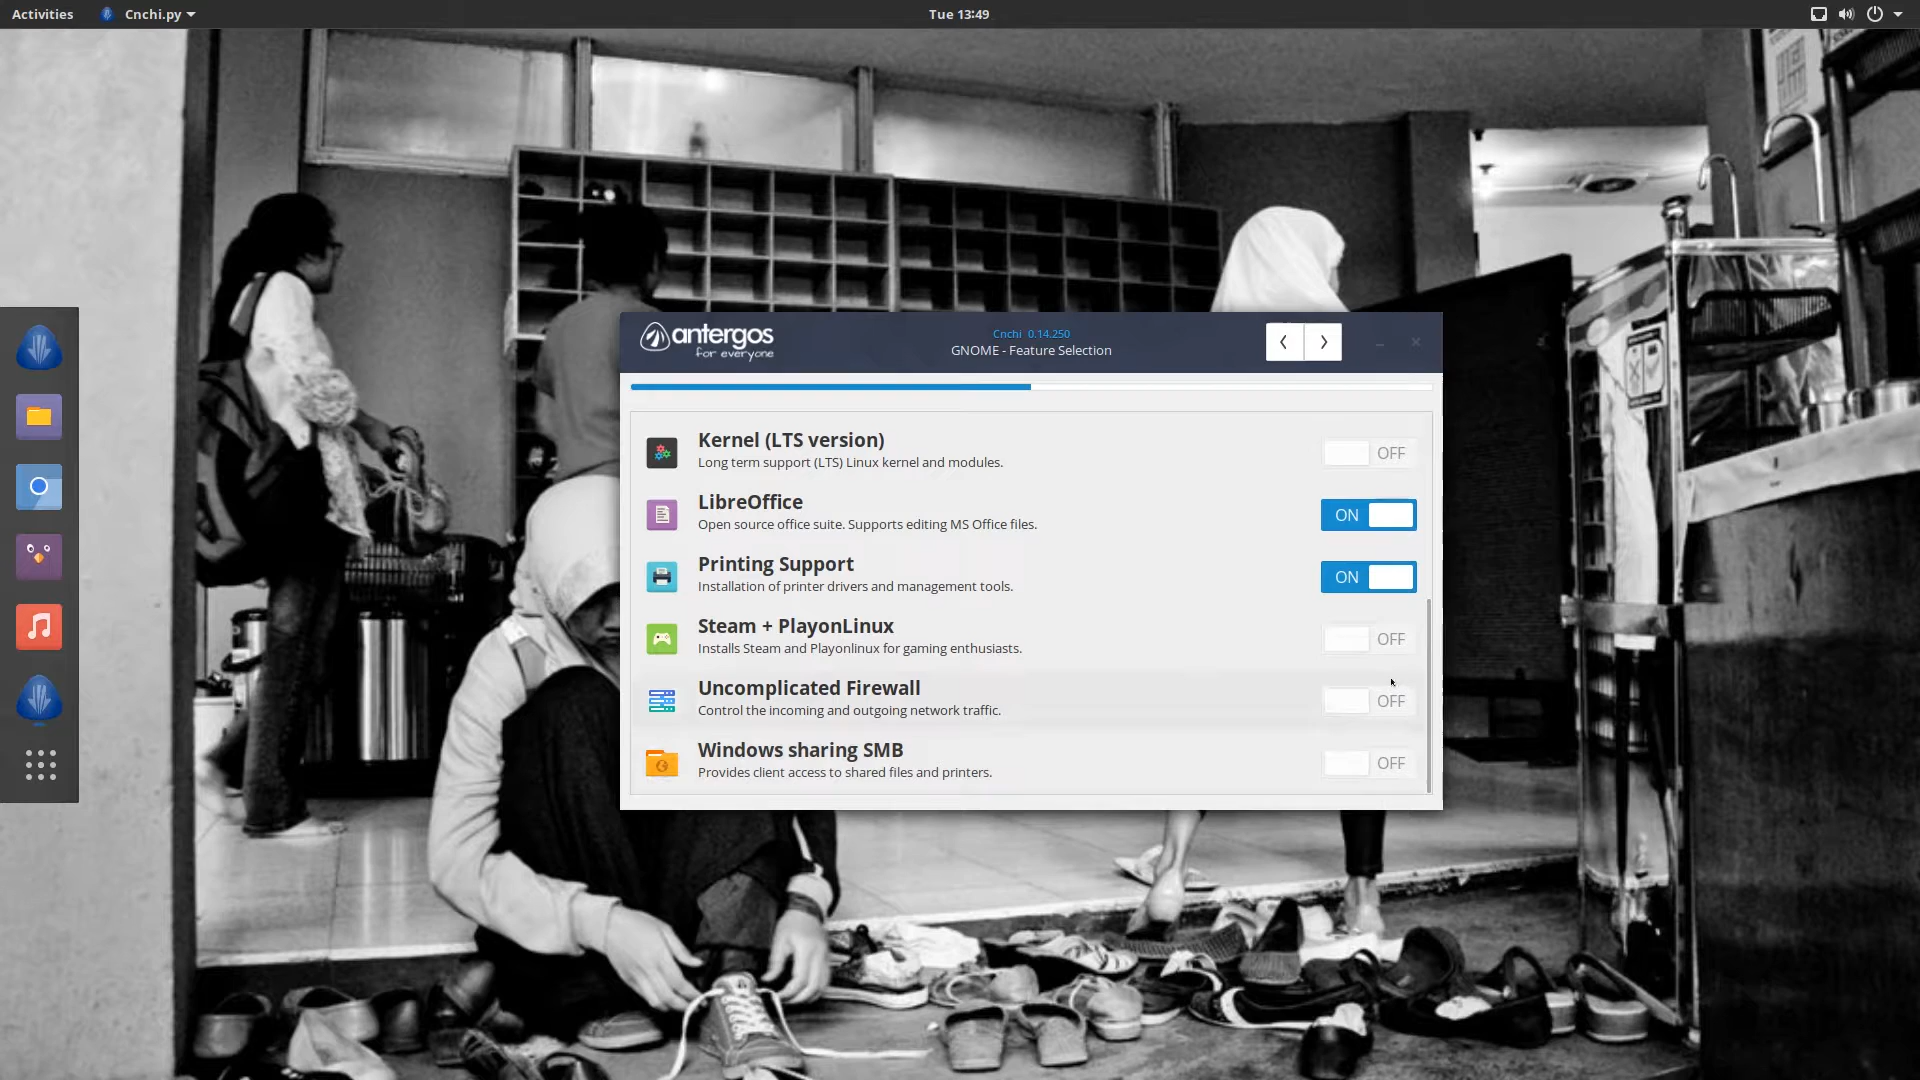 Activities
Cnchi.py
Tue 13:49
antergos
for everyone
Cnchi 0.14.250
GNOME - Feature Selection
Kernel (LTS version)
Long term support (LTS) Linux kernel and modules.
OFF
LibreOffice
Open source office suite. Supports editing MS Office files.
ON
Printing Support
Installation of printer drivers and management tools.
ON
Steam + PlayonLinux
Installs Steam and Playonlinux for gaming enthusiasts.
OFF
Uncomplicated Firewall
Control the incoming and outgoing network traffic.
OFF
Windows sharing SMB
Provides client access to shared files and printers.
OFF